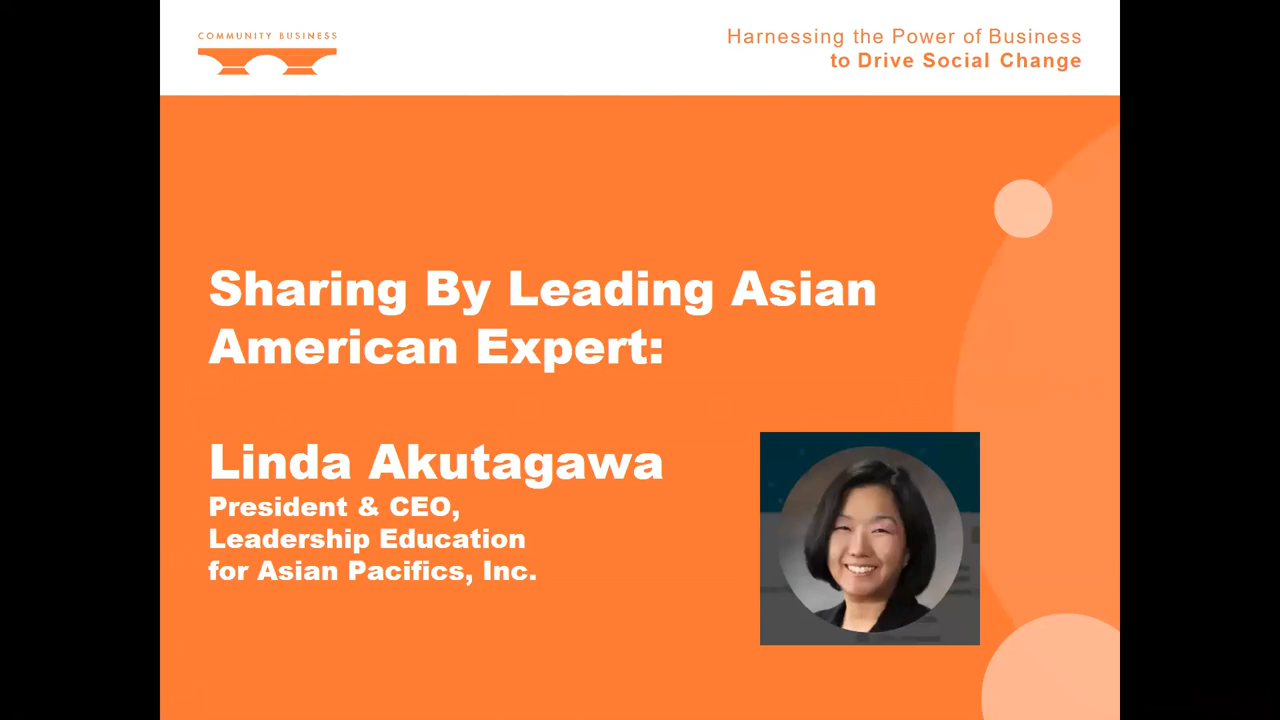 COMMUNITY BUSINESS
Harnessing the Power of Business
to Drive Social Change
Sharing By Leading Asian
American Expert:
Linda Akutagawa
President & CEO,
Leadership Education
for Asian Pacifics, Inc.